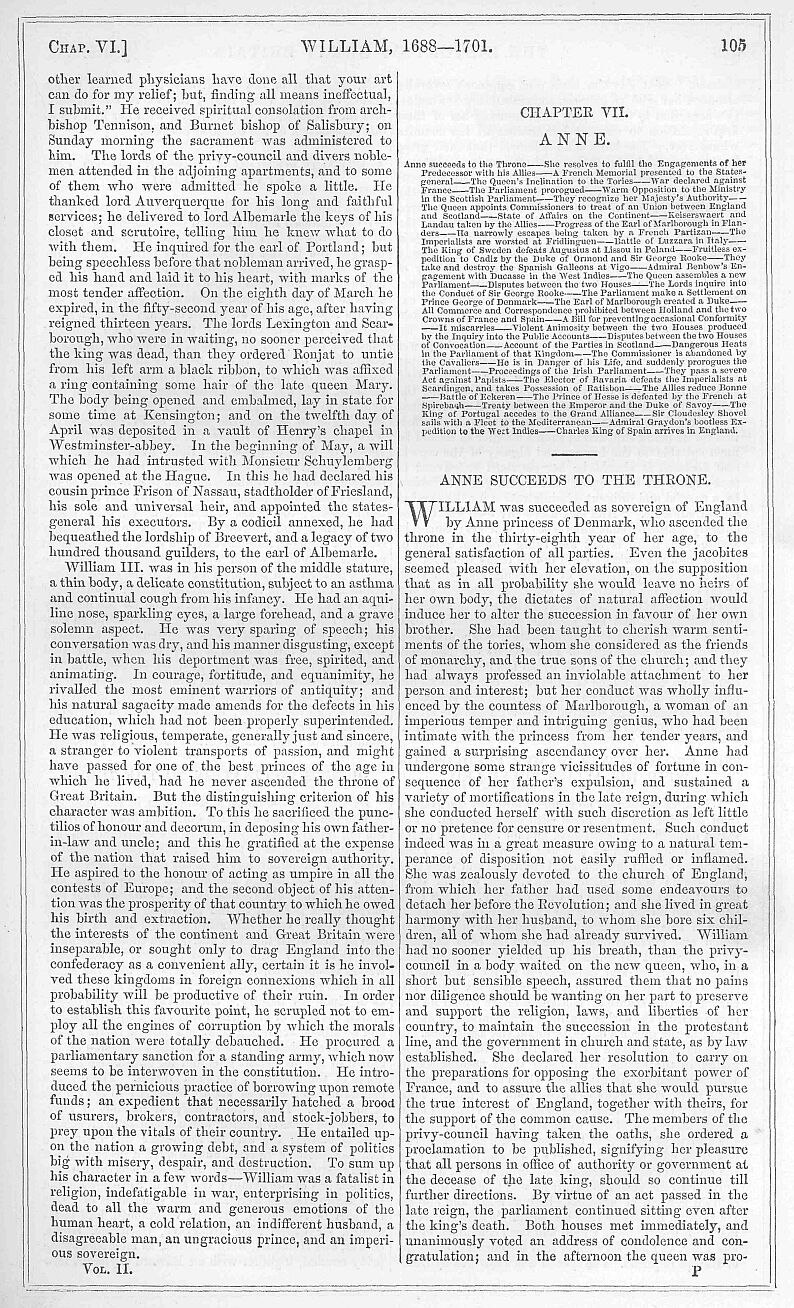 CHAP. VI.] WILLIAM, 1688—1701. 105
other learned physicians have done all that your art
can do for my relief; but, finding all means ineffectual,
I submit." He received spiritual consolation from arch-
bishop Tennison, and Burnet bishop of Salisbury; on
Sunday morning the sacrament was administered to
him. The lords of the privy-council and divers noble-
men attended in the adjoining apartments, and to some
of them who were admitted he spoke a little. He
thanked lord Auverquerque for his long and faithful
services; he delivered to lord Albemarle the keys of his
closet and scrutoire, telling him he knew what to do
with them. He inquired for the earl of Portland; but
being speechless before that nobleman arrived, he grasp-
ed his hand and laid it to his heart, with marks of the
most tender affection. On the eighth day of March he
expired, in the fifty-second year of his age, after having
reigned thirteen years. The lords Lexington and Scar-
borough, who were in waiting, no sooner perceived that
the king was dead, than they ordered Ronjat to untie
from his left arm a black ribbon, to which was affixed
a ring containing some hair of the late queen Mary.
The body being opened and embalmed, lay in state for
some time at Kensington; and on the twelfth day of
April was deposited in a vault of Henry's chapel in
Westminster-abbey. In the beginning of May, a will
which he had intrusted with Monsieur Schuylemberg
was opened at the Hague. In this he had declared his
cousin prince Frison of Nassau, stadtholder of Friesland,
his sole and universal heir, and appointed the states-
general his executors. By a codicil annexed, he had
bequeathed the lordship of Breevert, and a legacy of two
hundred thousand guilders, to the earl of Albemarle.
William III. was in his person of the middle stature,
a thin body, a delicate constitution, subject to an asthma
and continual cough from his infancy. He had an aqui-
line nose, sparkling eyes, a large forehead, and a grave
solemn aspect. He was very sparing of speech; his
conversation was dry, and his manner disgusting, except
in battle, when his deportment was free, spirited, and
animating. In courage, fortitude, and equanimity, he
rivalled the most eminent warriors of antiquity; and
his natural sagacity made amends for the defects in his
education, which had not been properly superintended.
He was religious, temperate, generally just and sincere,
a stranger to violent transports of passion, and might
have passed for one of the best princes of the age in
which he lived, had he never ascended the throne of
Great Britain. But the distinguishing criterion of his
character was ambition. To this he sacrificed the punc-
tilios of honour and decorum, in deposing his own father-
in-law and uncle; and this he gratified at the expense
of the nation that raised him to sovereign authority.
He aspired to the honour of acting as umpire in all the
contests of Europe; and the second object of his atten-
tion was the prosperity of that country to which he owed
his birth and extraction. Whether he really thought
the interests of the continent and Great Britain were
inseparable, or sought only to drag England into the
confederacy as a convenient ally, certain it is he invol-
ved these kingdoms in foreign connexions which in all
probability will be productive of their ruin. In order
to establish this favourite point, he scrupled not to em-
ploy all the engines of corruption by which the morals
of the nation were totally debauched. He procured a
parliamentary sanction for a standing army, which now
seems to be interwoven in the constitution. He intro-
duced the pernicious practice of borrowing upon remote
funds; an expedient that necessarily hatched a brood
of usurers, brokers, contractors, and stock-jobbers, to
prey upon the vitals of their country. He entailed up-
on the nation a growing debt, and a system of politics
big with misery, despair, and destruction. To sum up
his character in a few words—William was a fatalist in
religion, indefatigable in war, enterprising in politics,
dead to all the warm and generous emotions of the
human heart, a cold relation, an indifferent husband, a
disagreeable man, an ungracious prince, and an imperi-
ous sovereign.
VOL. II.
CHAPTER VII.
ANNE.
Anne succeeds to the Throne——She resolves to fulfil the Engagements of her
Predecessor with his Allies——A French Memorial presented to the States-
general——The Queen's Inclination to the Tories——War declared against
France——The Parliament prorogued——Warm Opposition to the Ministry
in the Scottish Parliament——They recognize her Majesty's Authority——
The Queen appoints Commissioners to treat of an Union between England
and Scotland——State of Affairs on the Continent——Keiserswaert and
Landau taken by the Allies——Progress of the Earl of Marlborough in Flan-
ders——He narrowly escapes being taken by a French Partizan——The
Imperialists are worsted at Fridlinguen——Battle of Luzzara in Italy——
The King of Sweden defeats Augustus at Lissou in Poland——Fruitless ex-
pedition to Cadiz by the Duke of Ormond and Sir George Rooke——They
take and destroy the Spanish Galleons at Vigo——Admiral Benbow's En-
gagement with Ducasse in the West Indies——The Queen assembles a new
Parliament——Disputes between the two Houses——The Lords inquire into
the Conduct of Sir George Rooke——The Parliament make a Settlement on
Prince George of Denmark——The Earl of Marlborough created a Duke——
All Commerce and Correspondence prohibited between Holland and the two
Crowns of France and Spain——A Bill for preventing occasional Conformity
——It miscarries——Violent Animosity between the two Houses produced
by the Inquiry into the Public Accounts——Disputes between the two Houses
of Convocation——Account of the Parties in Scotland——Dangerous Heats
in the Parliament of that Kingdom——The Commissioner is abandoned by
the Cavaliers——He is in Danger of his Life, and suddenly prorogues the
Parliament——Proceedings of the Irish Parliament——They pass a severe
Act against Papists——The Elector of Bavaria defeats the Imperialists at
Scardingen, and takes Possession of Ratisbon——The Allies reduce Bonne
——Battle of Eckeren——The Prince of Hesse is defeated by the French at
Spirebach——Treaty between the Emperor and the Duke of Savoy——The
King of Portugal accedes to the Grand Alliance——Sir Cloudesley Shovel
sails with a Fleet to the Mediterranean——Admiral Graydon's bootless Ex-
pedition to the West Indies——Charles King of Spain arrives in England.
ANNE SUCCEEDS TO THE THRONE.
WILLIAM was succeeded as sovereign of England
by Anne princess of Denmark, who ascended the
throne in the thirty-eighth year of her age, to the
general satisfaction of all parties. Even the jacobites
seemed pleased with her elevation, on the supposition
that as in all probability she would leave no heirs of
her own body, the dictates of natural affection would
induce her to alter the succession in favour of her own
brother. She had been taught to cherish warm senti-
ments of the tories, whom she considered as the friends
of monarchy, and the true sons of the church; and they
had always professed an inviolable attachment to her
person and interest; but her conduct was wholly influ-
enced by the countess of Marlborough, a woman of an
imperious temper and intriguing genius, who had been
intimate with the princess from her tender years, and
gained a surprising ascendancy over her. Anne had
undergone some strange vicissitudes of fortune in con-
sequence of her father's expulsion, and sustained a
variety of mortifications in the late reign, during which
she conducted herself with such discretion as left little
or no pretence for censure or resentment. Such conduct
indeed was in a great measure owing to a natural tem-
perance of disposition not easily ruffled or inflamed.
She was zealously devoted to the church of England,
from which her father had used some endeavours to
detach her before the Revolution; and she lived in great
harmony with her husband, to whom she bore six chil-
dren, all of whom she had already survived. William
had no sooner yielded up his breath, than the privy-
council in a body waited on the new queen, who, in a
short but sensible speech, assured them that no pains
nor diligence should be wanting on her part to preserve
and support the religion, laws, and liberties of her
country, to maintain the succession in the protestant
line, and the government in church and state, as by law
established. She declared her resolution to carry on
the preparations for opposing the exorbitant power of
France, and to assure the allies that she would pursue
the true interest of England, together with theirs, for
the support of the common cause. The members of the
privy-council having taken the oaths, she ordered a
proclamation to be published, signifying her pleasure
that all persons in office of authority or government at
the decease of the late king, should so continue till
further directions. By virtue of an act passed in the
late reign, the parliament continued sitting even after
the king's death. Both houses met immediately, and
unanimously voted an address of condolence and con-
gratulation; and in the afternoon the queen was pro-
P